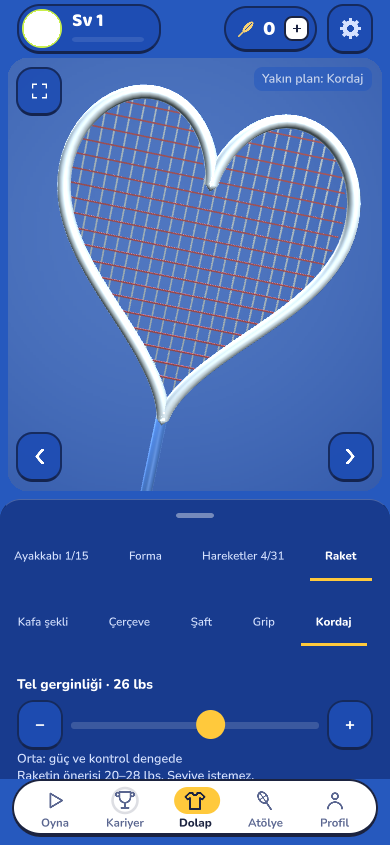 Sv 1
0 +
Yakın plan: Kordaj
Ayakkabı 1/15 Forma Hareketler 4/31 Raket
Kafa şekli Çerçeve Şaft Grip Kordaj
Tel gerginliği · 26 lbs
− +
Orta: güç ve kontrol dengede
Raketin önerisi 20–28 lbs. Seviye istemez.
Oyna Kariyer Dolap Atölye Profil